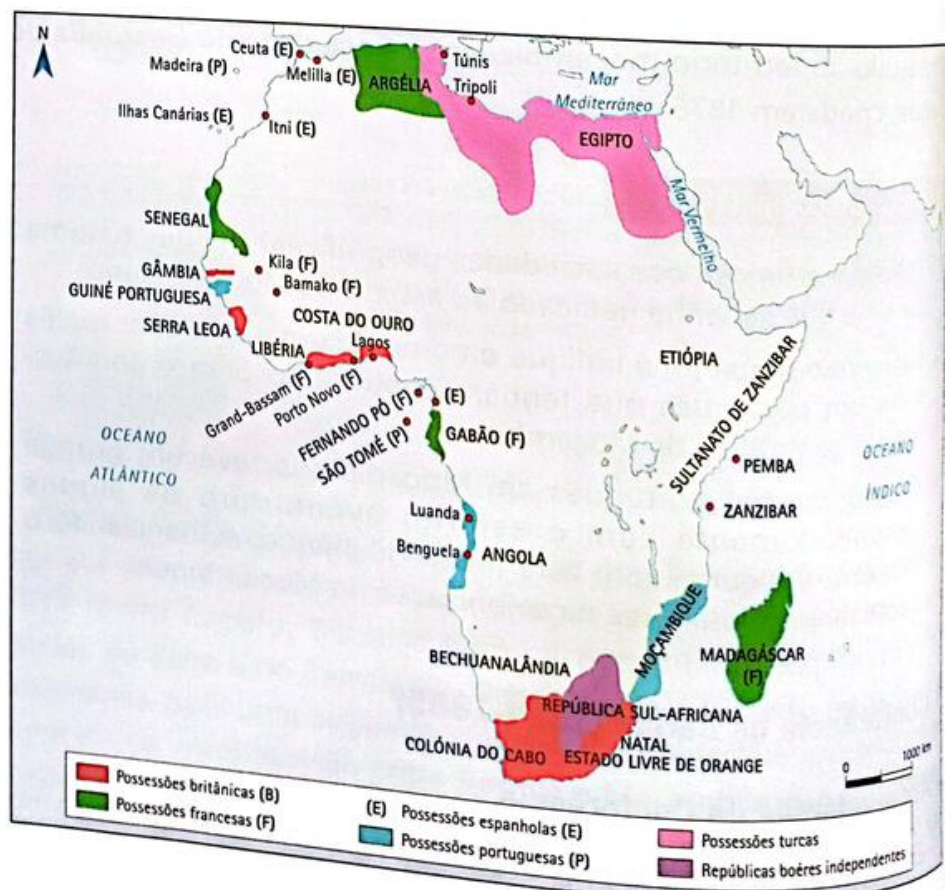 N
Ceuta (E)
Madeira (P)
Melilla (E)
ARGÉLIA
Túnis
Tripoli
Mar
Mediterrâneo
Ilhas Canárias (E)
Itni (E)
EGIPTO
Mar Vermelho
SENEGAL
GÂMBIA
Kila (F)
GUINÉ PORTUGUESA
Bamako (F)
SERRA LEOA
COSTA DO OURO
Lagos
LIBÉRIA
Grand-Bassam (F)
Porto Novo (F)
FERNANDO PÓ (F)
(E)
SÃO TOMÉ (P)
GABÃO (F)
ETIÓPIA
SULTANATO DE ZANZIBAR
OCEANO
ATLÂNTICO
OCEANO
ÍNDICO
PEMBA
ZANZIBAR
Luanda
Benguela
ANGOLA
MOÇAMBIQUE
MADAGÁSCAR
(F)
BECHUANALÂNDIA
REPÚBLICA SUL-AFRICANA
NATAL
COLÓNIA DO CABO
ESTADO LIVRE DE ORANGE
0 1000 km
Possessões britânicas (B)
Possessões francesas (F)
(E) Possessões espanholas (E)
Possessões portuguesas (P)
Possessões turcas
Repúblicas boéres independentes